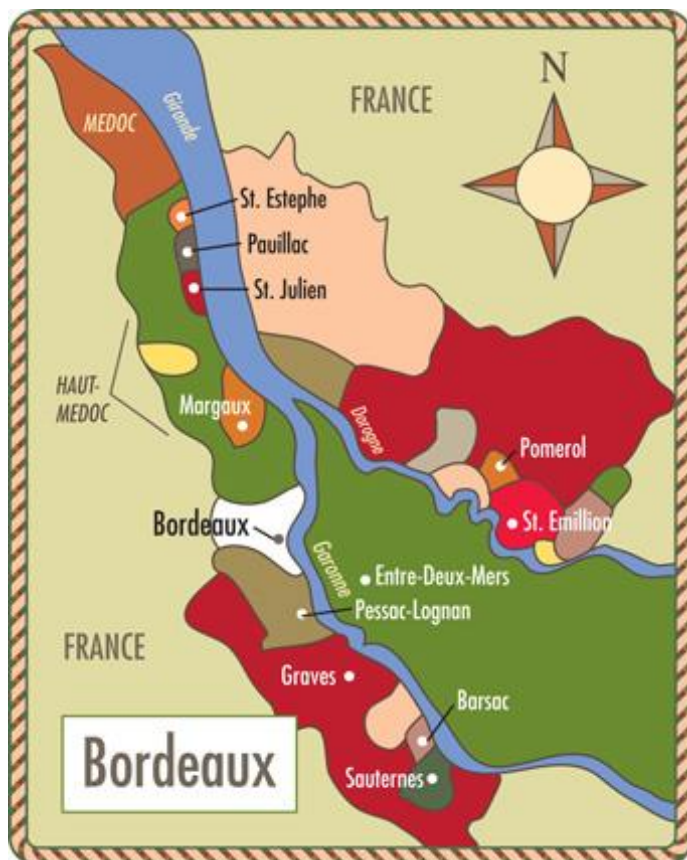 N
FRANCE
MEDOC
Gironde
St. Estephe
Pauillac
St. Julien
HAUT-
MEDOC
Margaux
Dorogne
Pomerol
Bordeaux
St. Emillion
Garonne
Entre-Deux-Mers
Pessac-Lognan
FRANCE
Graves
Barsac
Bordeaux
Sauternes